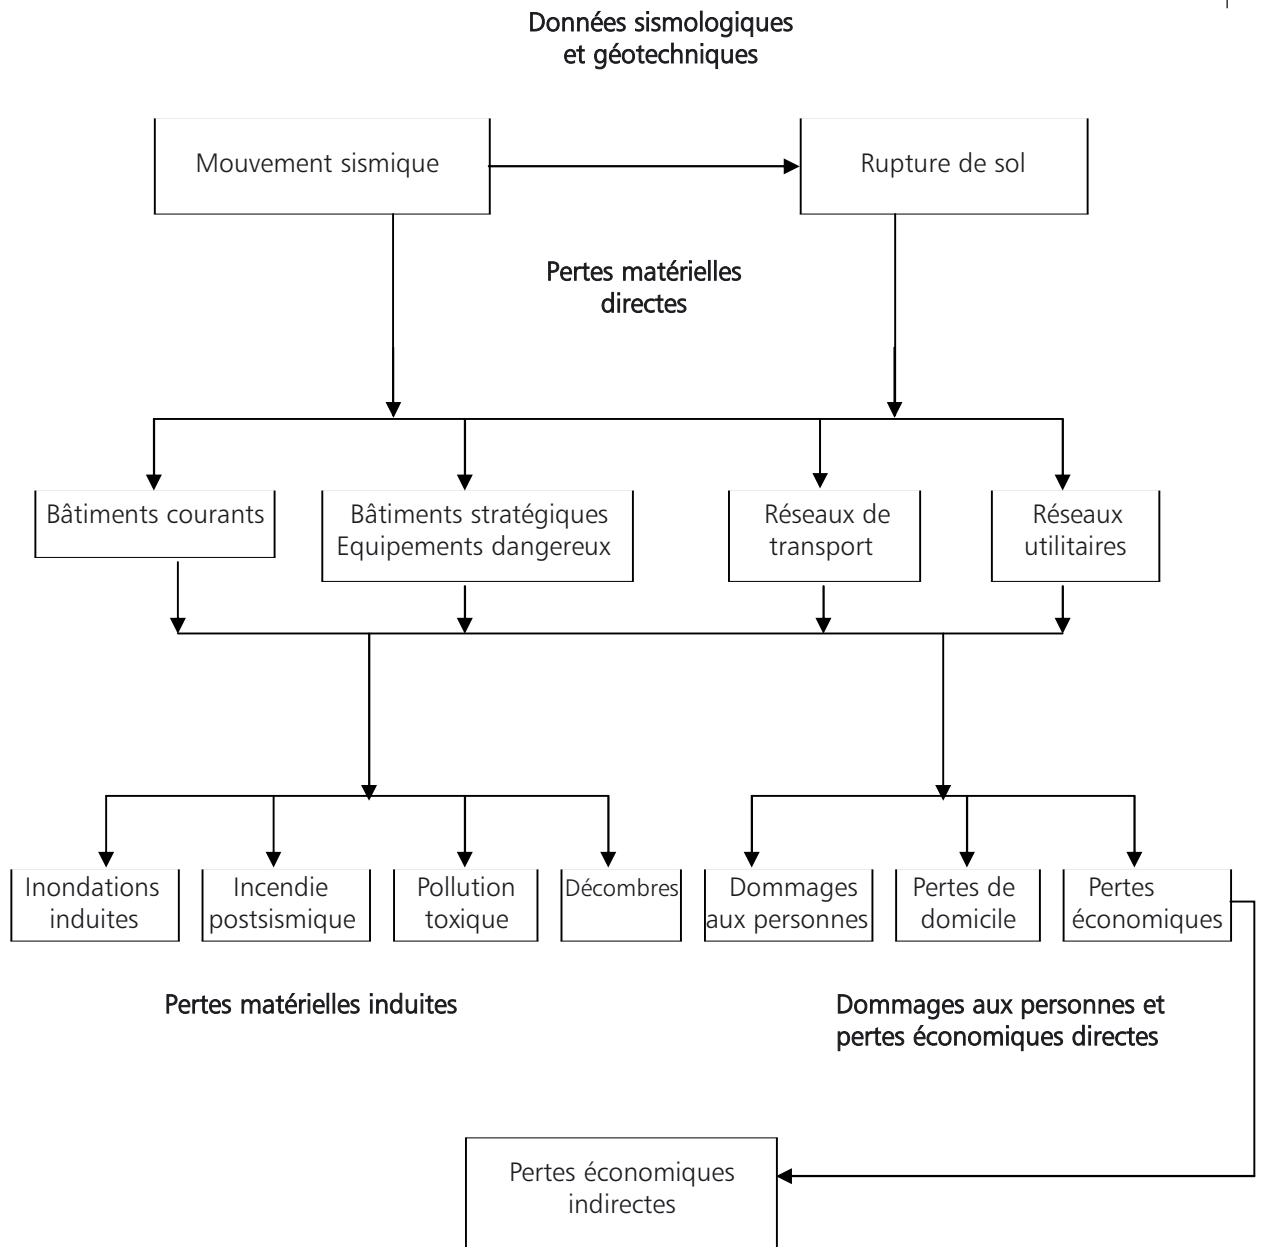 Données sismologiques
et géotechniques
Mouvement sismique
Rupture de sol
Pertes matérielles
directes
Bâtiments courants
Bâtiments stratégiques
Equipements dangereux
Réseaux de
transport
Réseaux
utilitaires
Inondations
induites
Incendie
postsismique
Pollution
toxique
Décombres
Dommages
aux personnes
Pertes de
domicile
Pertes
économiques
Pertes matérielles induites
Dommages aux personnes et
pertes économiques directes
Pertes économiques
indirectes